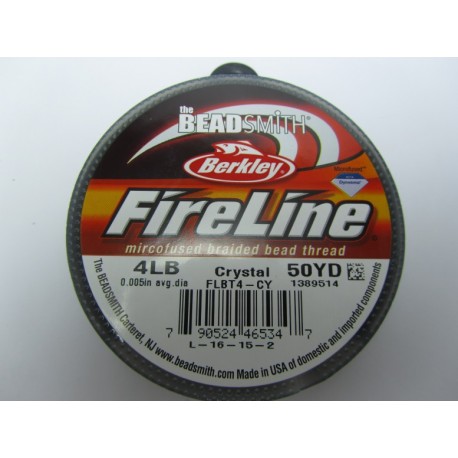 the
BEADSMITH®
Berkley
FireLine
mircofused braided bead thread
4LB Crystal 50YD
0.005in avg.dia FLBT4-CY 1389514
7 90524 46534 7
L-16-15-2
The BEADSMITH Carteret, NJ www.beadsmith.com Made in USA of domestic and imported components